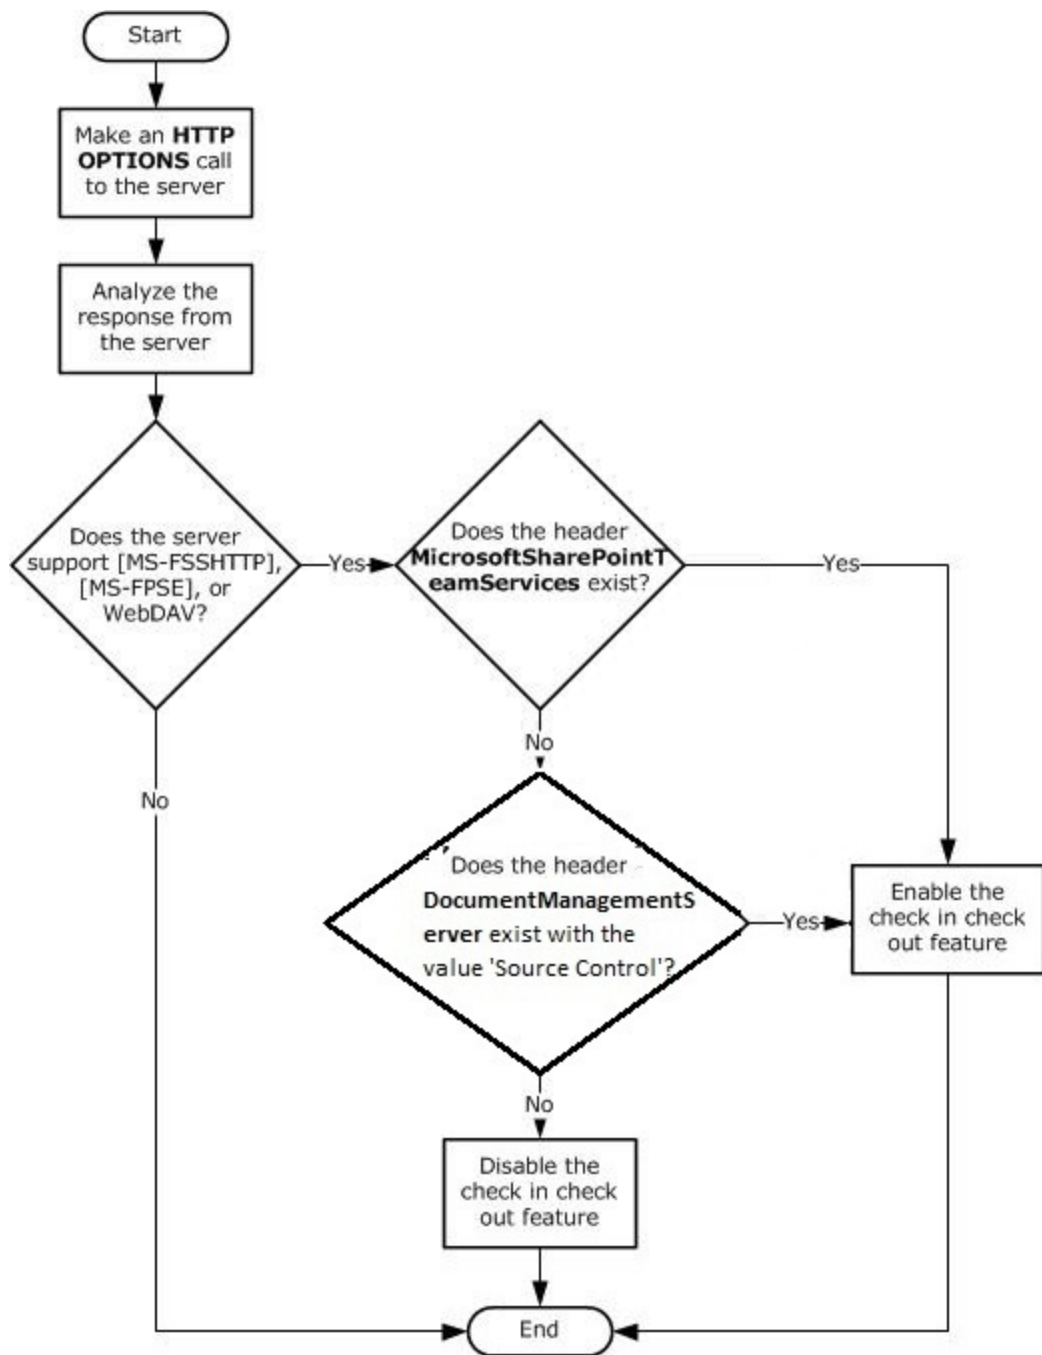 Start
Make an HTTP
OPTIONS call
to the server
Analyze the
response from
the server
Does the server
support [MS-FSSHTTP],
[MS-FPSE], or
WebDAV?
Yes
Does the header
MicrosoftSharePointT
eamServices exist?
Yes
No
No
Does the header
DocumentManagementS
erver exist with the
value 'Source Control'?
Yes
Enable the
check in check
out feature
No
Disable the
check in check
out feature
End